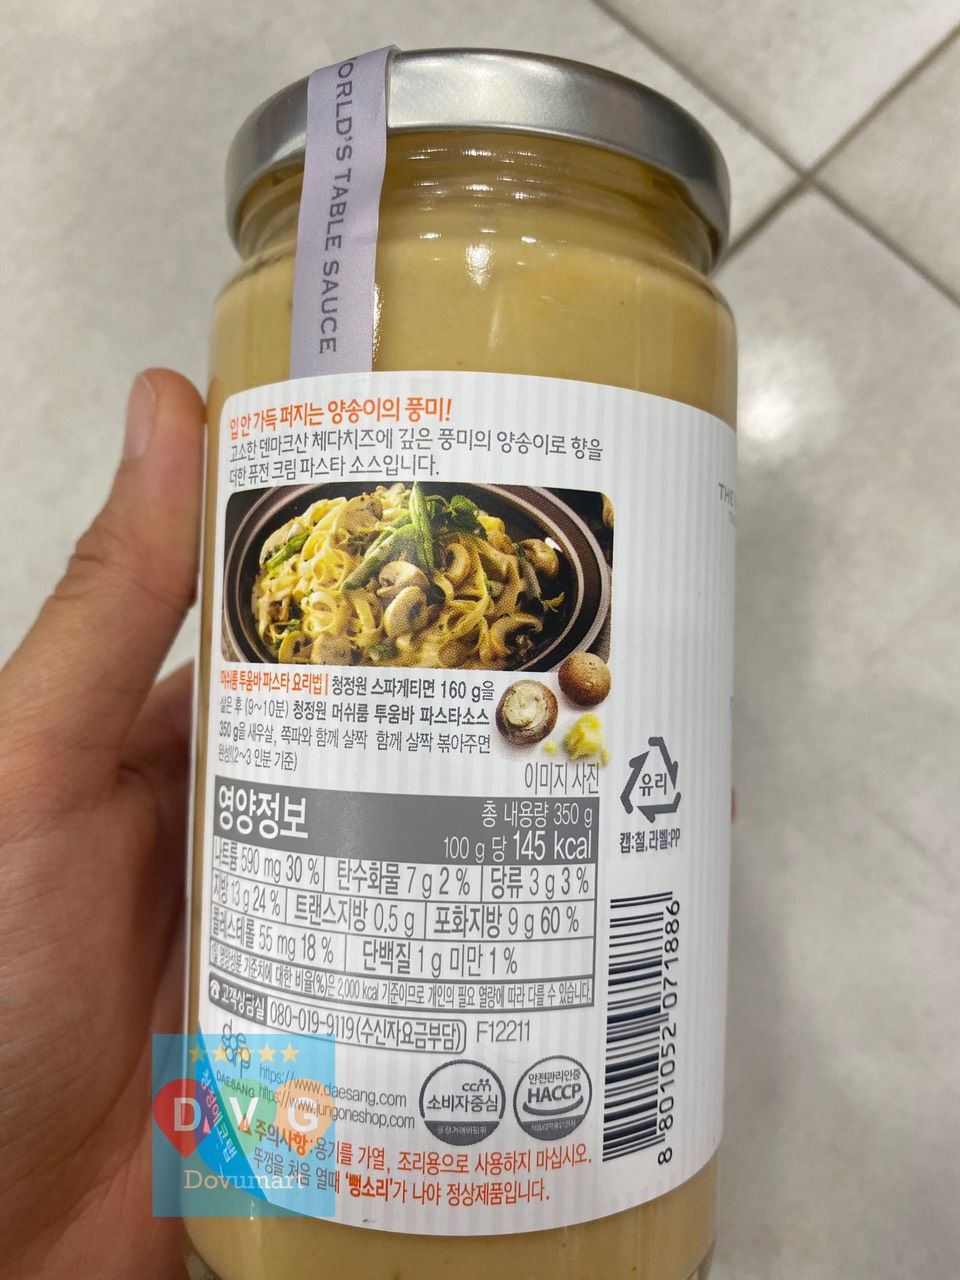 ORLD'S TABLE SAUCE
입 안 가득 퍼지는 양송이의 풍미!
고소한 덴마크산 체다치즈에 깊은 풍미의 양송이로 향을
더한 퓨전 크림 파스타 소스입니다.
머쉬룸 투움바 파스타 요리법 | 청정원 스파게티면 160 g을
삶은 후 (9~10분) 청정원 머쉬룸 투움바 파스타소스
350 g을 새우살, 쪽파와 함께 살짝 함께 살짝 볶아주면
완성!(2~3 인분 기준)
이미지 사진
영양정보
총 내용량 350 g
100 g 당 145 kcal
나트륨 590 mg 30 % 탄수화물 7 g 2 % 당류 3 g 3 %
지방 13 g 24 % 트랜스지방 0.5 g 포화지방 9 g 60 %
콜레스테롤 55 mg 18 % 단백질 1 g 미만 1 %
1일 영양성분 기준치에 대한 비율(%)은 2,000 kcal 기준이므로 개인의 필요 열량에 따라 다를 수 있습니다
고객상담실 080-019-9119 (수신자요금부담) F12211
유리
캡:철, 라벨:PP
8 801052 071886
DAESANG
https://www.daesang.com
https://www.jungoneshop.com
ccm
소비자중심
공정거래위원회
안전관리인증
HACCP
주의사항: 용기를 가열, 조리용으로 사용하지 마십시오.
뚜껑을 처음 열때 '뻥소리'가 나야 정상제품입니다.
THE
D V G
Dovumart